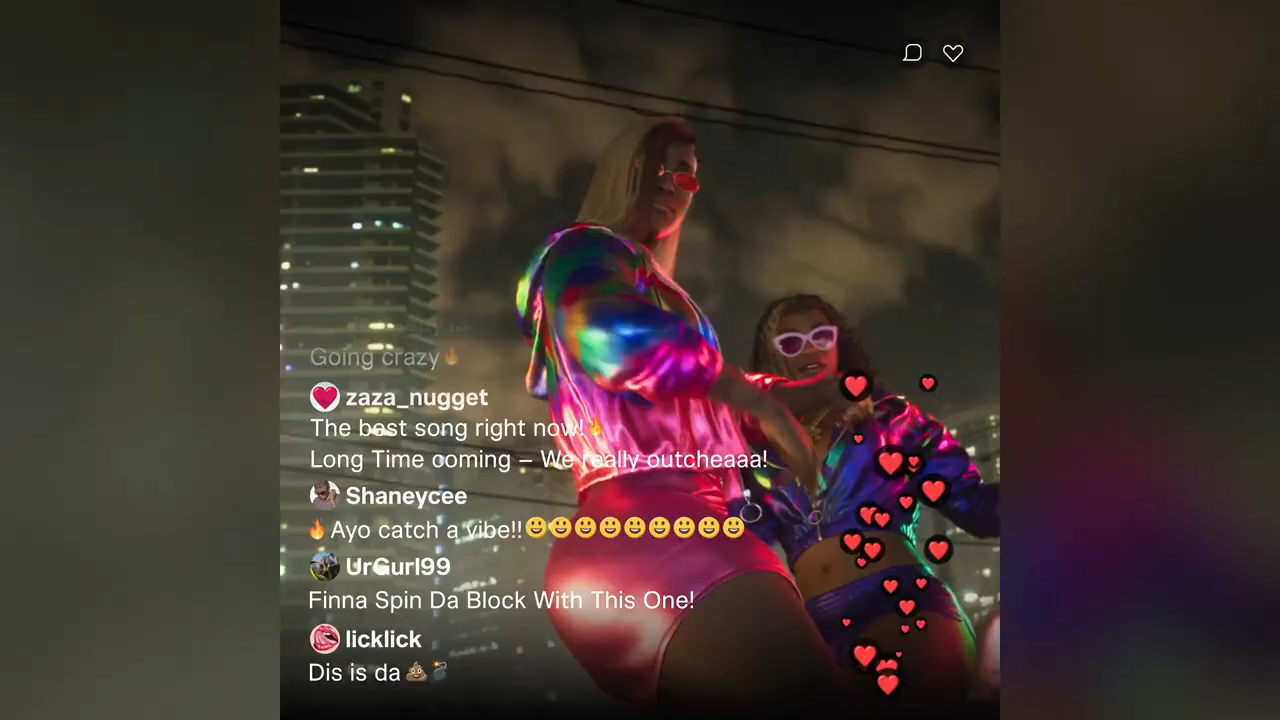 Going crazy🔥
zaza_nugget
The best song right now!🔥
Long Time coming – We really outcheaaa!
Shaneycee
🔥Ayo catch a vibe!!😀😀😀😀😀😀😀😀😀
UrGurl99
Finna Spin Da Block With This One!
licklick
Dis is da💩💣